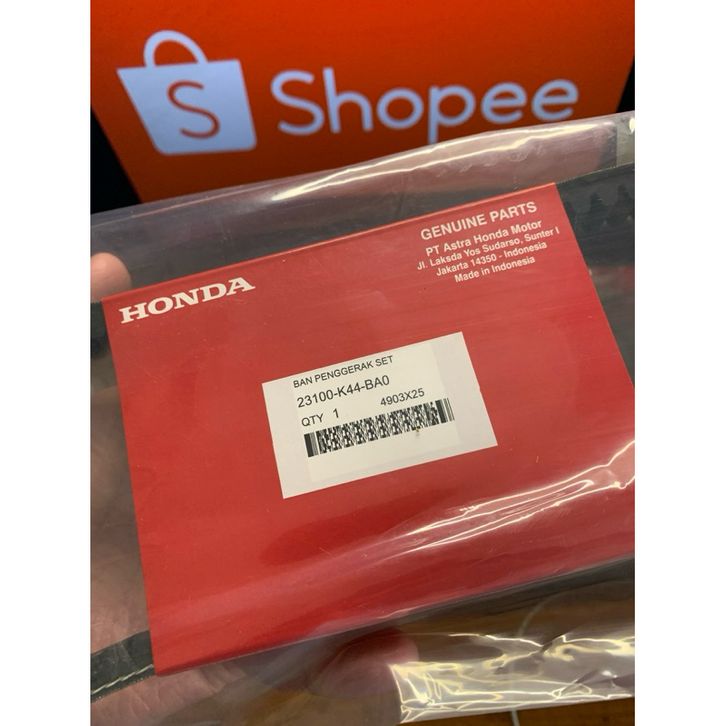 S Shopee
GENUINE PARTS
PT Astra Honda Motor
Jl. Laksda Yos Sudarso, Sunter I
Jakarta 14350 - Indonesia
Made in Indonesia
HONDA
BAN PENGGERAK SET
23100-K44-BA0
QTY 1 4903X25